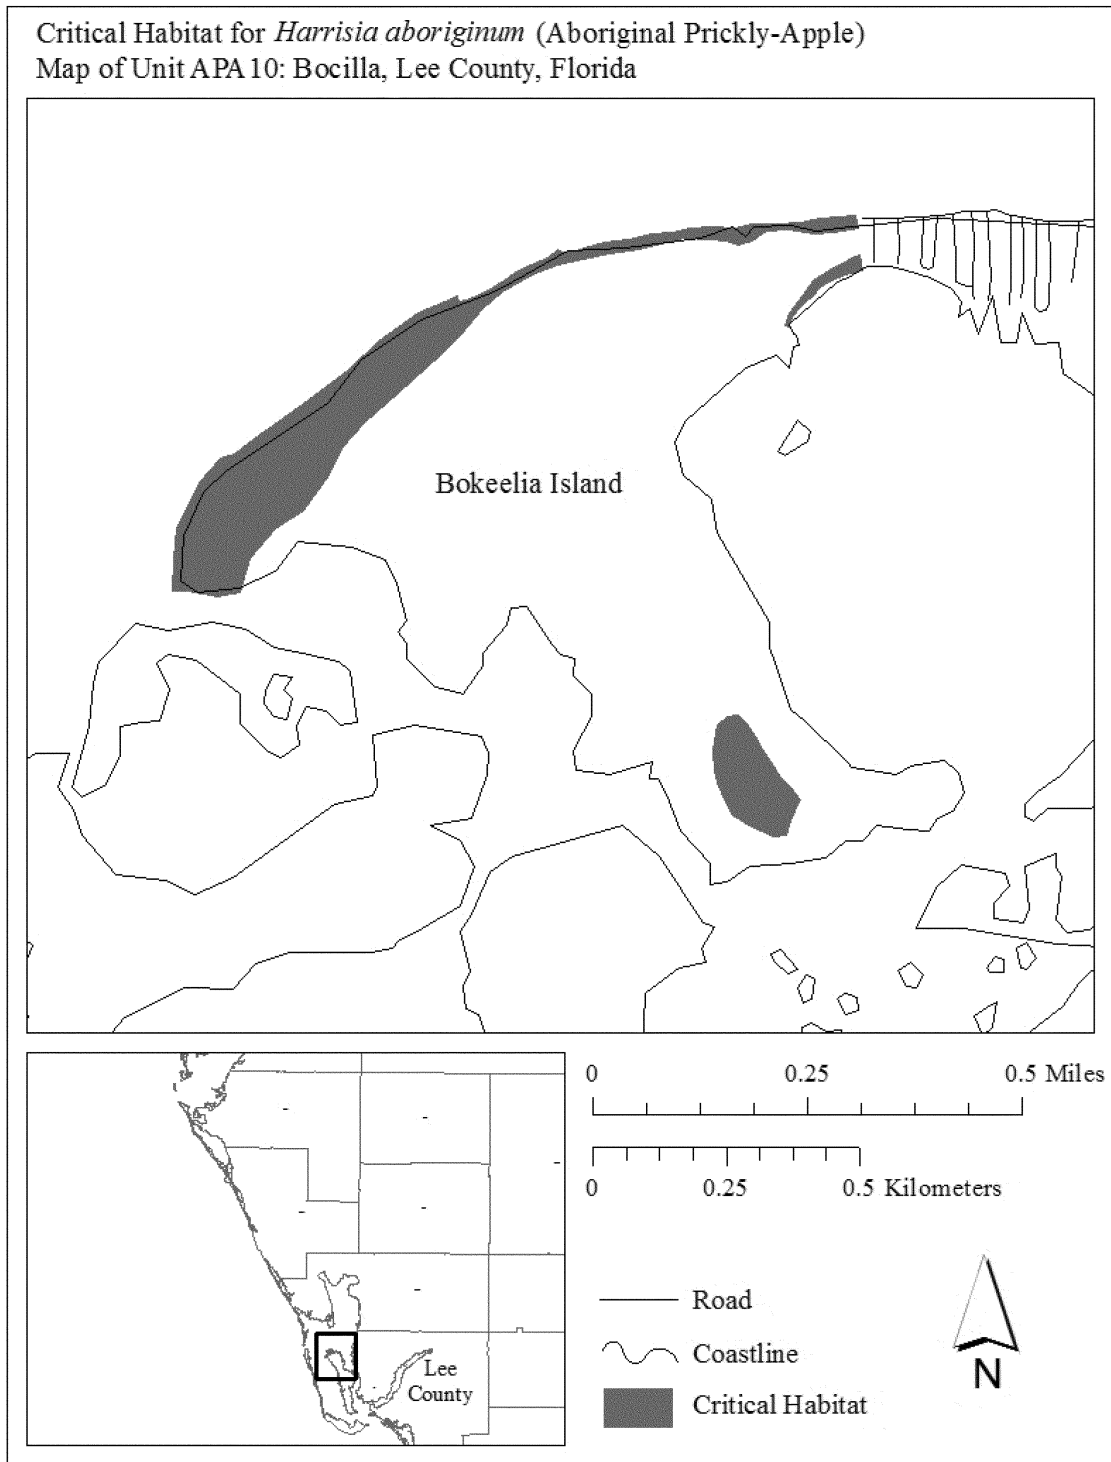 Critical Habitat for Harrisia aboriginum (Aboriginal Prickly-Apple)
Map of Unit APA 10: Bocilla, Lee County, Florida
Bokeelia Island
0 0.25 0.5 Miles
0 0.25 0.5 Kilometers
Road
Coastline
Critical Habitat
N
Lee
County